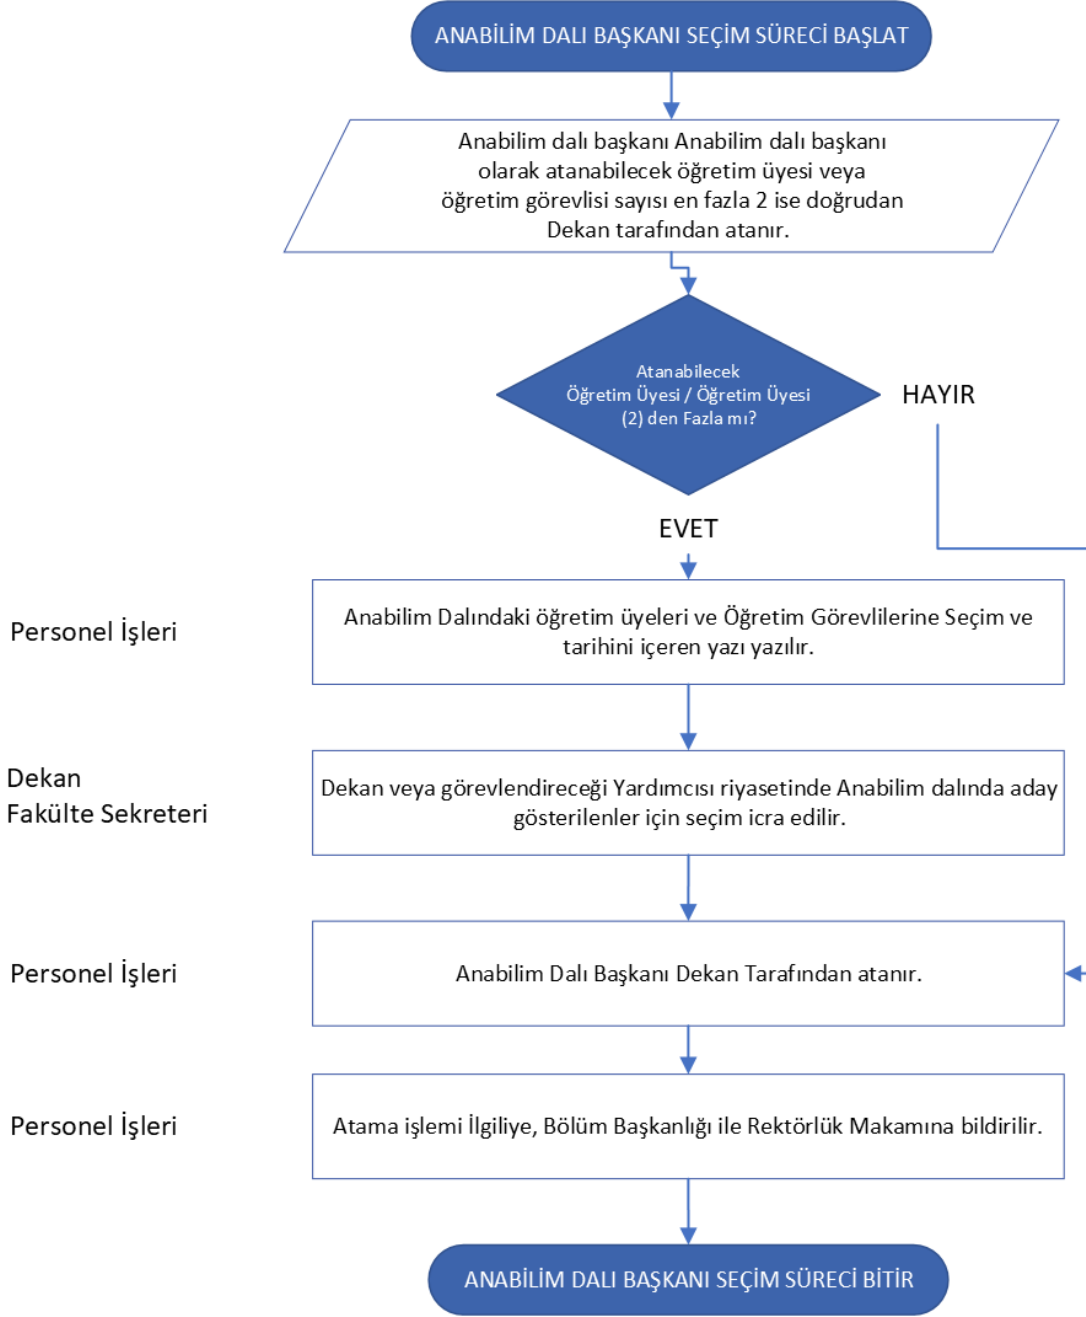 ANABİLİM DALI BAŞKANI SEÇİM SÜRECİ BAŞLAT
Anabilim dalı başkanı Anabilim dalı başkanı
olarak atanabilecek öğretim üyesi veya
öğretim görevlisi sayısı en fazla 2 ise doğrudan
Dekan tarafından atanır.
Atanabilecek
Öğretim Üyesi / Öğretim Üyesi
(2) den Fazla mı?
HAYIR
EVET
Personel İşleri
Anabilim Dalındaki öğretim üyeleri ve Öğretim Görevlilerine Seçim ve
tarihini içeren yazı yazılır.
Dekan
Fakülte Sekreteri
Dekan veya görevlendireceği Yardımcısı riyasetinde Anabilim dalında aday
gösterilenler için seçim icra edilir.
Personel İşleri
Anabilim Dalı Başkanı Dekan Tarafından atanır.
Personel İşleri
Atama işlemi İlgiliye, Bölüm Başkanlığı ile Rektörlük Makamına bildirilir.
ANABİLİM DALI BAŞKANI SEÇİM SÜRECİ BİTİR